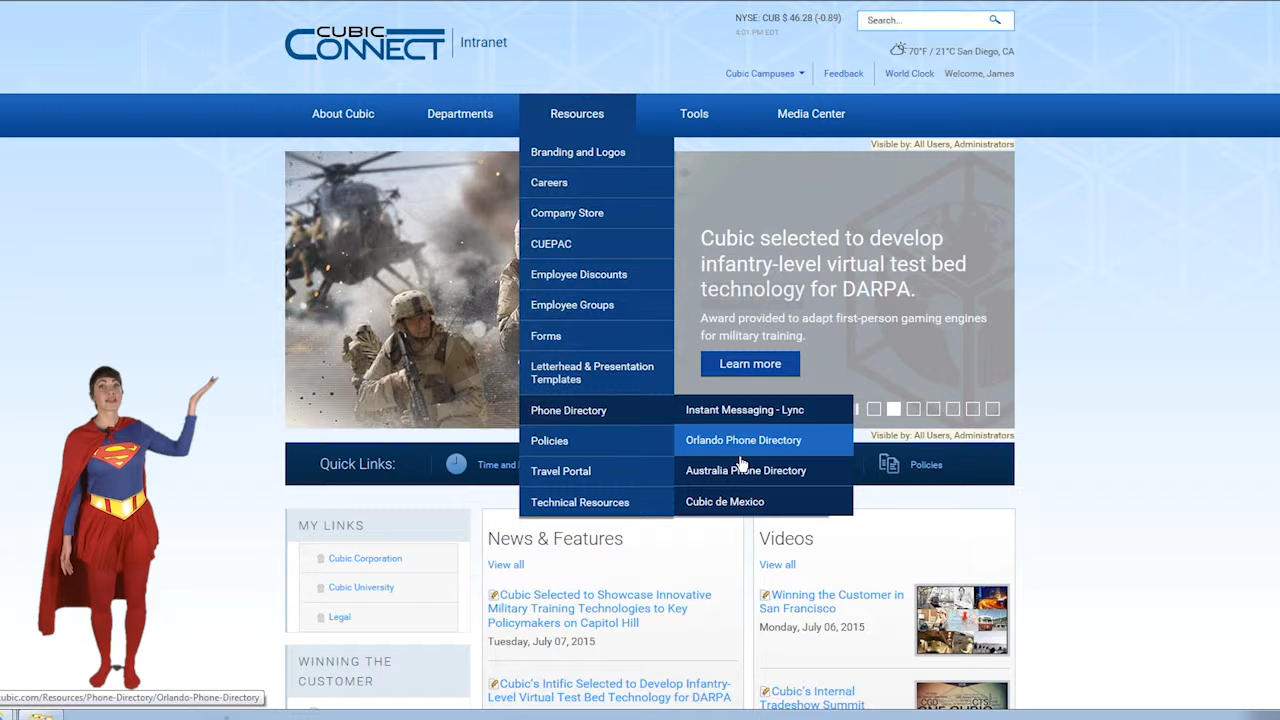 CUBIC
CONNECT
Intranet
NYSE: CUB $ 46.28 (-0.89)
4:01 PM EDT
Search...
70°F / 21°C San Diego, CA
Cubic Campuses
Feedback
World Clock
Welcome, James
About Cubic
Departments
Resources
Tools
Media Center
Visible by: All Users, Administrators
Branding and Logos
Careers
Company Store
CUEPAC
Employee Discounts
Employee Groups
Forms
Letterhead & Presentation
Templates
Phone Directory
Policies
Travel Portal
Technical Resources
Instant Messaging - Lync
Orlando Phone Directory
Australia Phone Directory
Cubic de Mexico
Cubic selected to develop
infantry-level virtual test bed
technology for DARPA.
Award provided to adapt first-person gaming engines
for military training.
Learn more
Visible by: All Users, Administrators
Quick Links:
Time and
Policies
MY LINKS
Cubic Corporation
Cubic University
Legal
WINNING THE
CUSTOMER
News & Features
View all
Cubic Selected to Showcase Innovative
Military Training Technologies to Key
Policymakers on Capitol Hill
Tuesday, July 07, 2015
Cubic's Intific Selected to Develop Infantry-
Level Virtual Test Bed Technology for DARPA
Videos
View all
Winning the Customer in
San Francisco
Monday, July 06, 2015
Cubic's Internal
Tradeshow Summit
cubic.com/Resources/Phone-Directory/Orlando-Phone-Directory